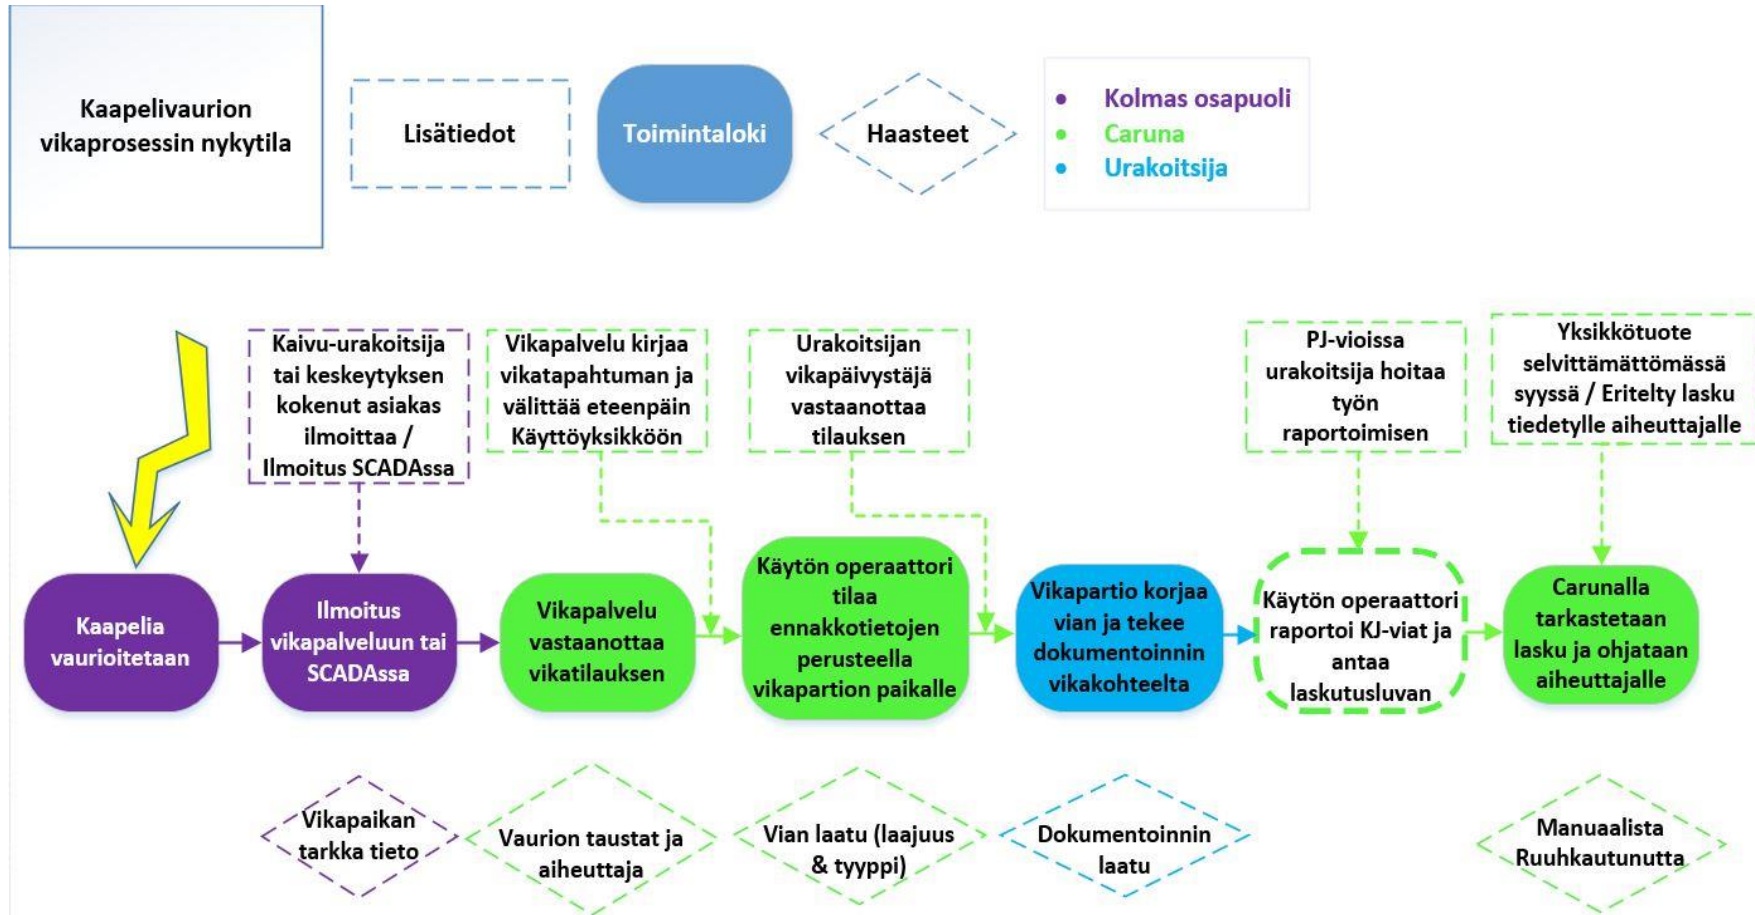 Kaapelivaurion
vikaprosessin nykytila
Lisätiedot
Toimintaloki
Haasteet
• Kolmas osapuoli
• Caruna
• Urakoitsija
Kaivu-urakoitsija
tai keskeytyksen
kokenut asiakas
ilmoittaa /
Ilmoitus SCADAssa
Vikapalvelu kirjaa
vikatapahtuman ja
välittää eteenpäin
Käyttöyksikköön
Urakoitsijan
vikapäivystäjä
vastaanottaa
tilauksen
PJ-vioissa
urakoitsija hoitaa
työn
raportoimisen
Yksikkötuote
selvittämättömässä
syyssä / Eritelty lasku
tiedetylle aiheuttajalle
Kaapelia
vaurioitetaan
Ilmoitus
vikapalveluun tai
SCADAssa
Vikapalvelu
vastaanottaa
vikatilauksen
Käytön operaattori
tilaa
ennakkotietojen
perusteella
vikapartion paikalle
Vikapartio korjaa
vian ja tekee
dokumentoinnin
vikakohteelta
Käytön operaattori
raportoi KJ-viat ja
antaa
laskutusluvan
Carunalla
tarkastetaan
lasku ja ohjataan
aiheuttajalle
Vikapaikan
tarkka tieto
Vaurion taustat ja
aiheuttaja
Vian laatu (laajuus
& tyyppi)
Dokumentoinnin
laatu
Manuaalista
Ruuhkautunutta